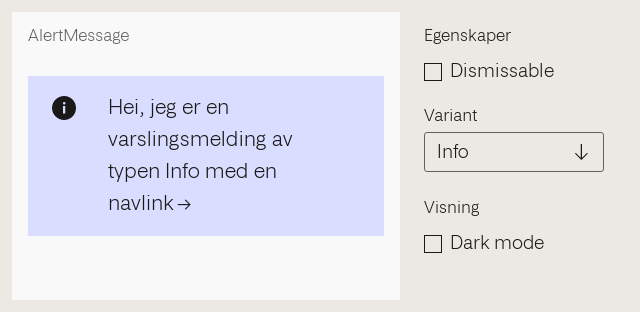 AlertMessage
Hei, jeg er en
varslingsmelding av
typen Info med en
navlink →
Egenskaper
Dismissable
Variant
Info
Visning
Dark mode